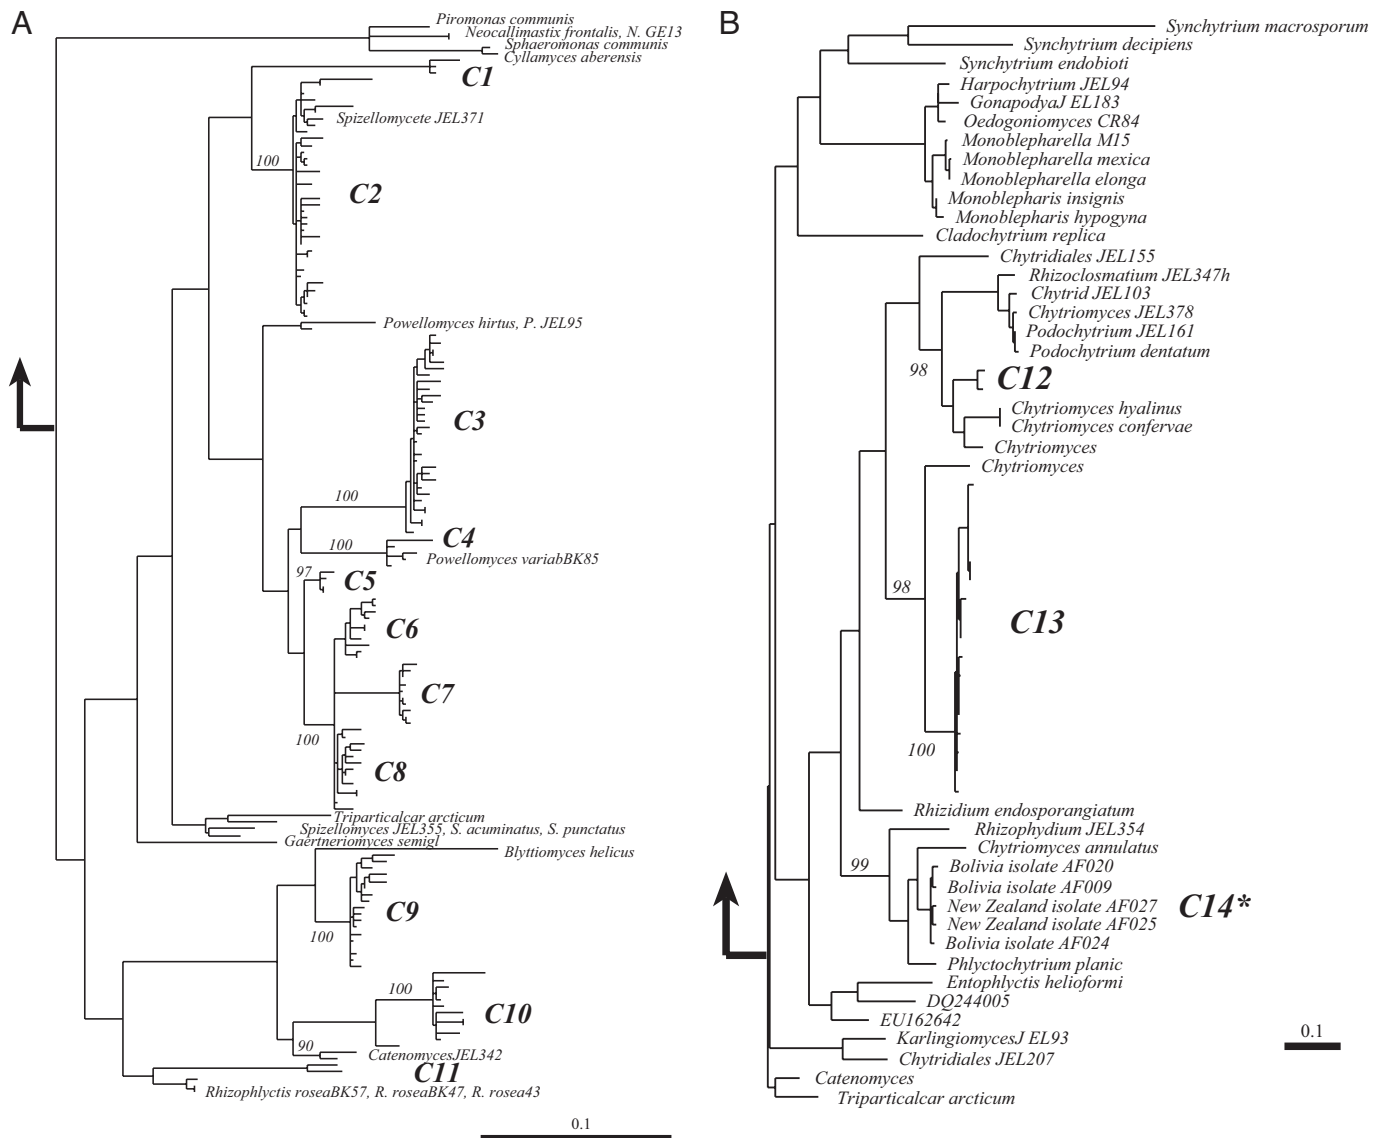 A
Piromonas communis
Neocallimastix frontalis, N. GE13
Sphaeromonas communis
Cyllamyces aberensis
C1
Spizellomycete JEL371
100
C2
Powellomyces hirtus, P. JEL95
C3
100
C4
100
Powellomyces variabBK85
97
C5
C6
C7
100
C8
Triparticalcar arcticum
Spizellomyces JEL355, S. acuminatus, S. punctatus
Gaertneriomyces semigl
Blyttiomyces helicus
C9
100
100
C10
90
CatenomycesJEL342
C11
Rhizophlyctis roseaBK57, R. roseaBK47, R. rosea43
0.1
B
Synchytrium macrosporum
Synchytrium decipiens
Synchytrium endobioti
Harpochytrium JEL94
GonapodyaJ EL183
Oedogoniomyces CR84
Monoblepharella M15
Monoblepharella mexica
Monoblepharella elonga
Monoblepharis insignis
Monoblepharis hypogyna
Cladochytrium replica
Chytridiales JEL155
Rhizoclosmatium JEL347h
Chytrid JEL103
Chytriomyces JEL378
Podochytrium JEL161
Podochytrium dentatum
98
C12
Chytriomyces hyalinus
Chytriomyces confervae
Chytriomyces
Chytriomyces
98
C13
100
Rhizidium endosporangiatum
Rhizophydium JEL354
Chytriomyces annulatus
99
Bolivia isolate AF020
Bolivia isolate AF009
New Zealand isolate AF027
C14*
New Zealand isolate AF025
Bolivia isolate AF024
Phlyctochytrium planic
Entophlyctis helioformi
DQ244005
EU162642
KarlingiomycesJ EL93
Chytridiales JEL207
Catenomyces
Triparticalcar arcticum
0.1